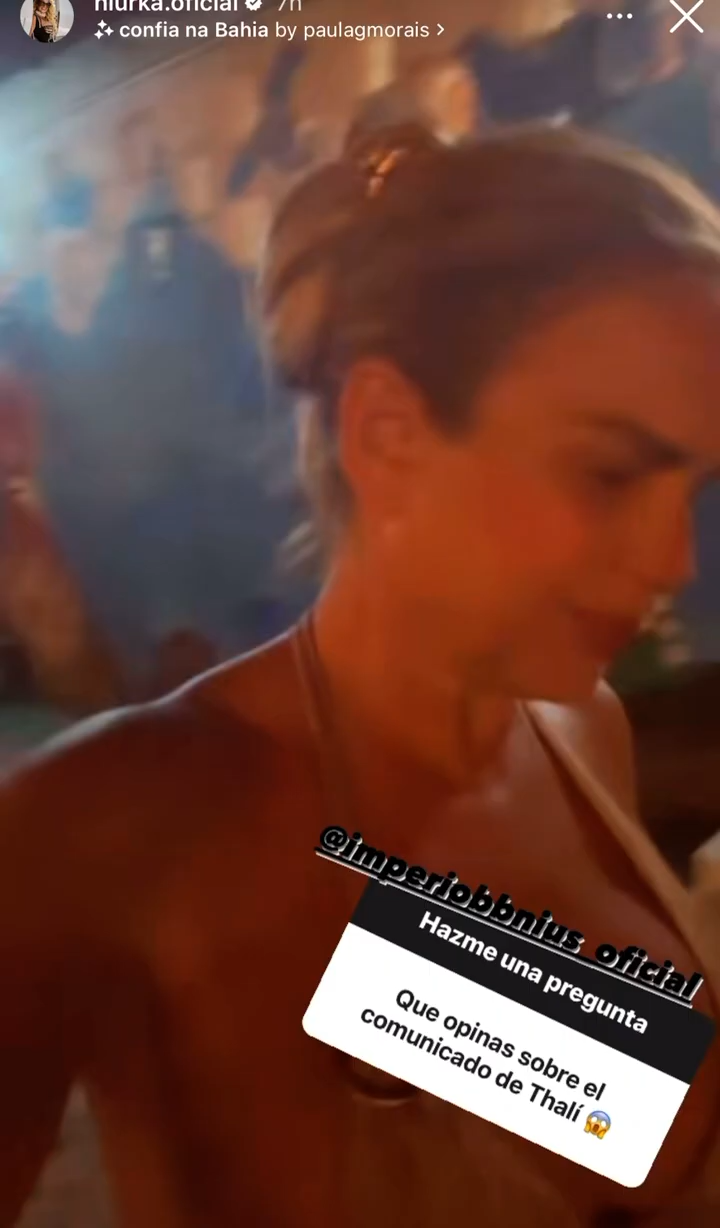 niurka.oficial 7h
confia na Bahia by paulagmorais >
@imperiobbnius_oficial
Hazme una pregunta
Que opinas sobre el
comunicado de Thalí 😱